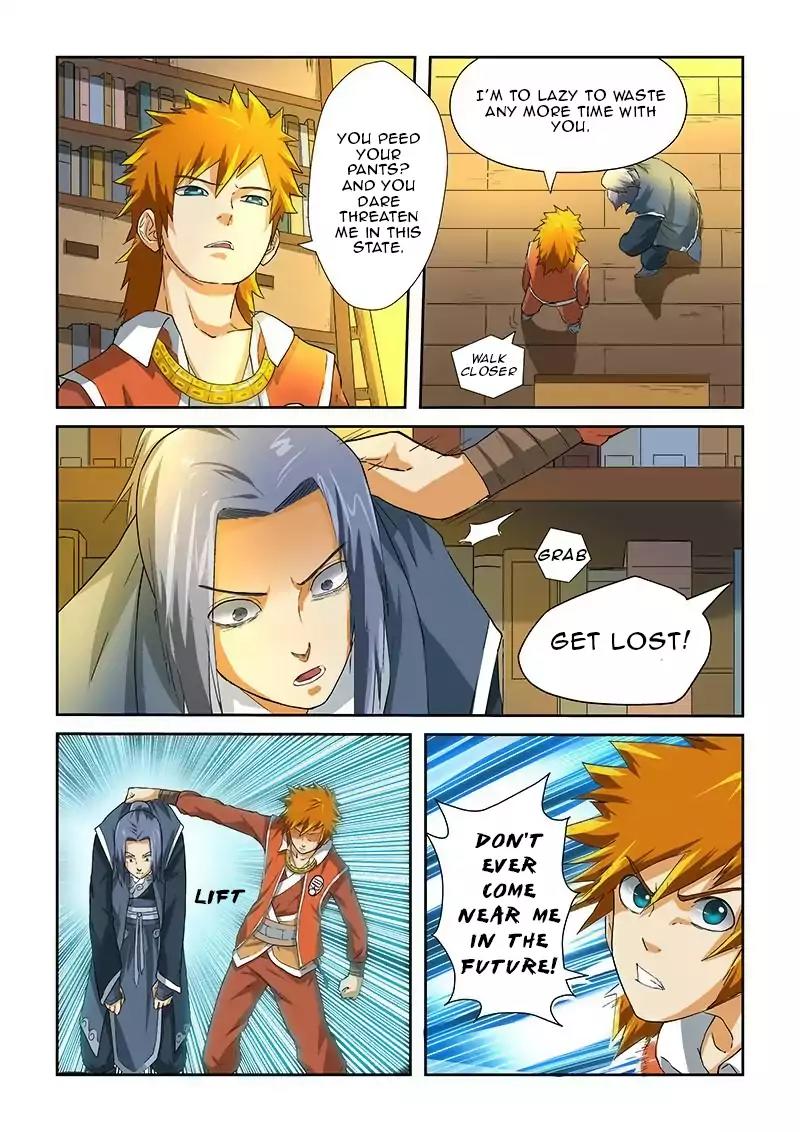 YOU PEED
YOUR
PANTS?
AND YOU
DARE
THREATEN
ME IN THIS
STATE.
I'M TO LAZY TO WASTE
ANY MORE TIME WITH
YOU.
WALK
CLOSER
GRAB
GET LOST!
LIFT
DON'T
EVER
COME
NEAR ME
IN THE
FUTURE!